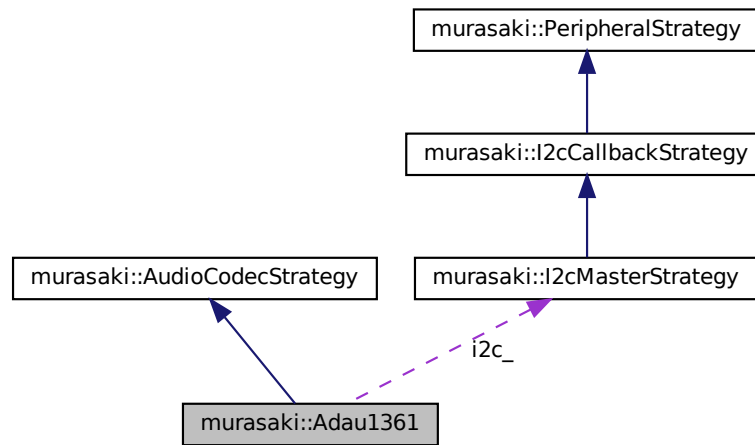 murasaki::PeripheralStrategy
murasaki::I2cCallbackStrategy
murasaki::AudioCodecStrategy
murasaki::I2cMasterStrategy
i2c_
murasaki::Adau1361